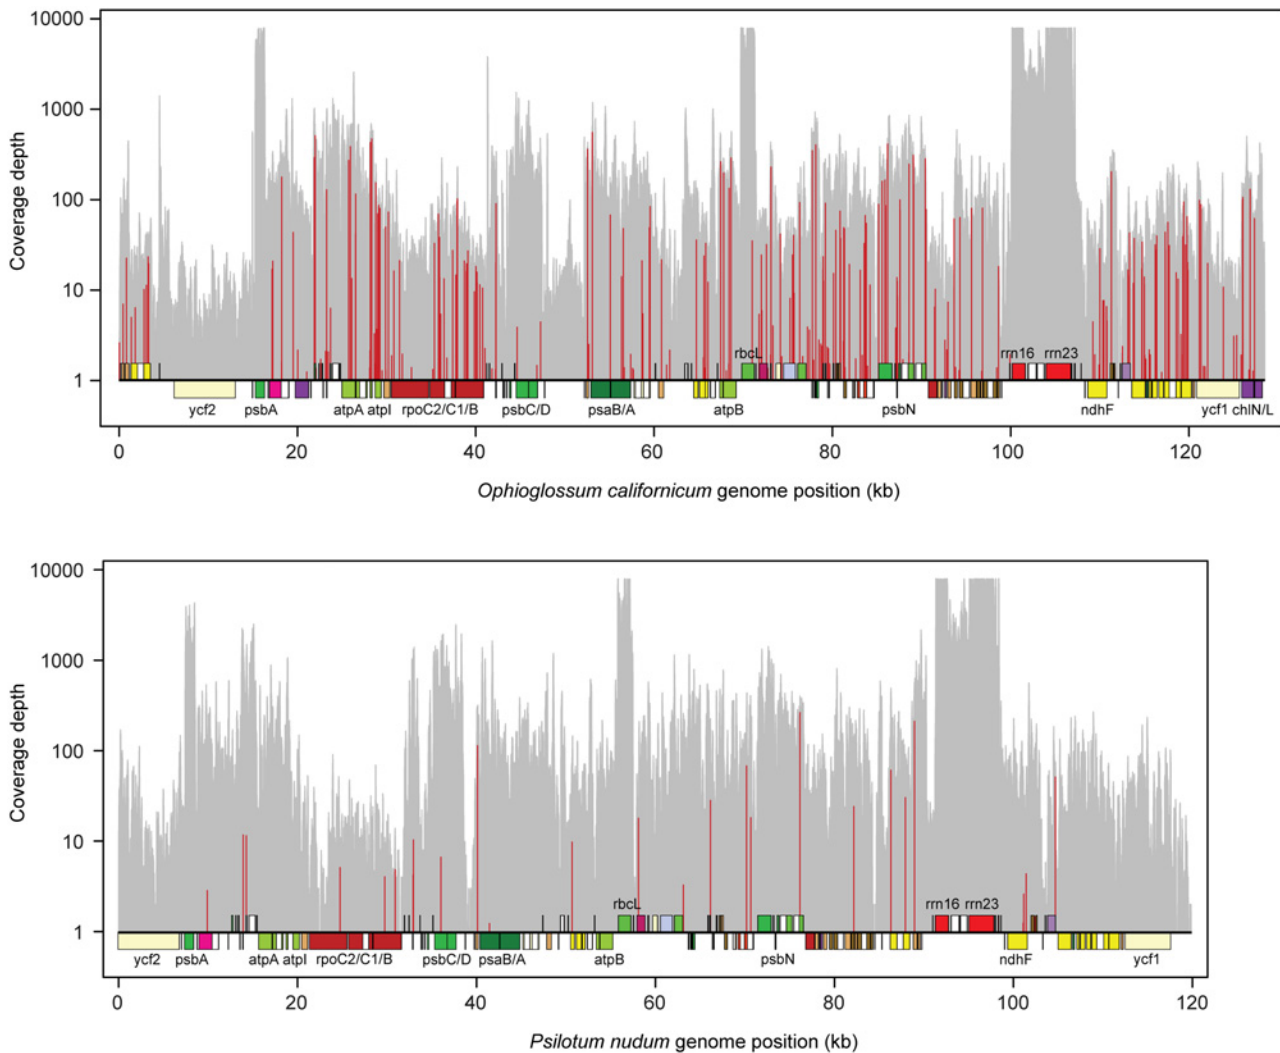 10000
1000
100
10
1
Coverage depth
rbcL
rrn16 rrn23
ycf2 psbA atpA atpI rpoC2/C1/B psbC/D psaB/A atpB psbN ndhF ycf1 chlN/L
0 20 40 60 80 100 120
Ophioglossum californicum genome position (kb)
10000
1000
100
10
1
Coverage depth
rbcL
rrn16 rrn23
ycf2 psbA atpA atpI rpoC2/C1/B psbC/D psaB/A atpB psbN ndhF ycf1
0 20 40 60 80 100 120
Psilotum nudum genome position (kb)